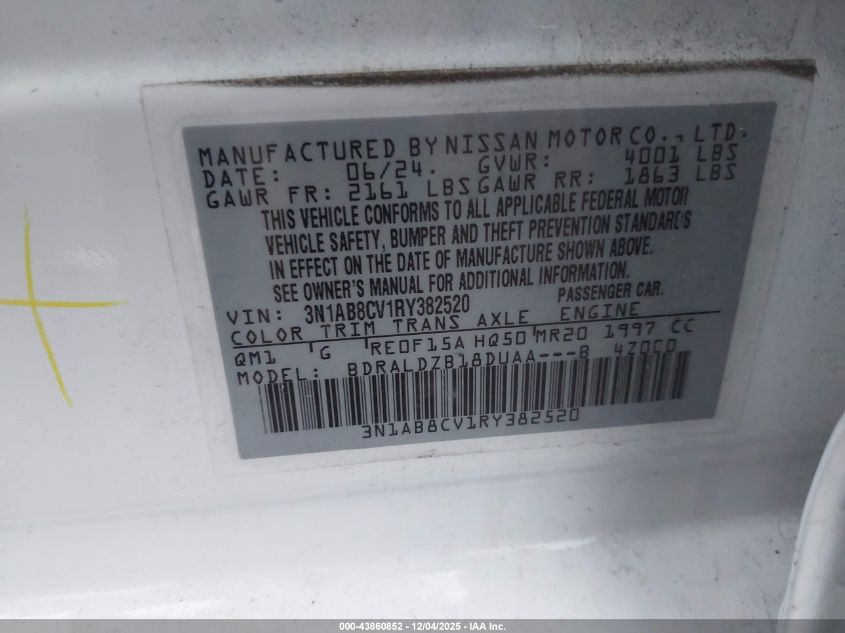 MANUFACTURED BY NISSAN MOTOR CO., LTD.
DATE: 06/24. GVWR: 4001 LBS
GAWR FR: 2161 LBS GAWR RR: 1863 LBS
THIS VEHICLE CONFORMS TO ALL APPLICABLE FEDERAL MOTOR
VEHICLE SAFETY, BUMPER AND THEFT PREVENTION STANDARDS
IN EFFECT ON THE DATE OF MANUFACTURE SHOWN ABOVE.
SEE OWNER'S MANUAL FOR ADDITIONAL INFORMATION.
VIN: 3N1AB8CV1RY382520 PASSENGER CAR.
COLOR TRIM TRANS AXLE ENGINE
QM1 G RE0F15A HQ50 MR20 1997 CC
MODEL: BDRALDZB18DUAA---B 4Z0C0
3N1AB8CV1RY382520
000-43860852 | 12/04/2025 - IAA Inc.